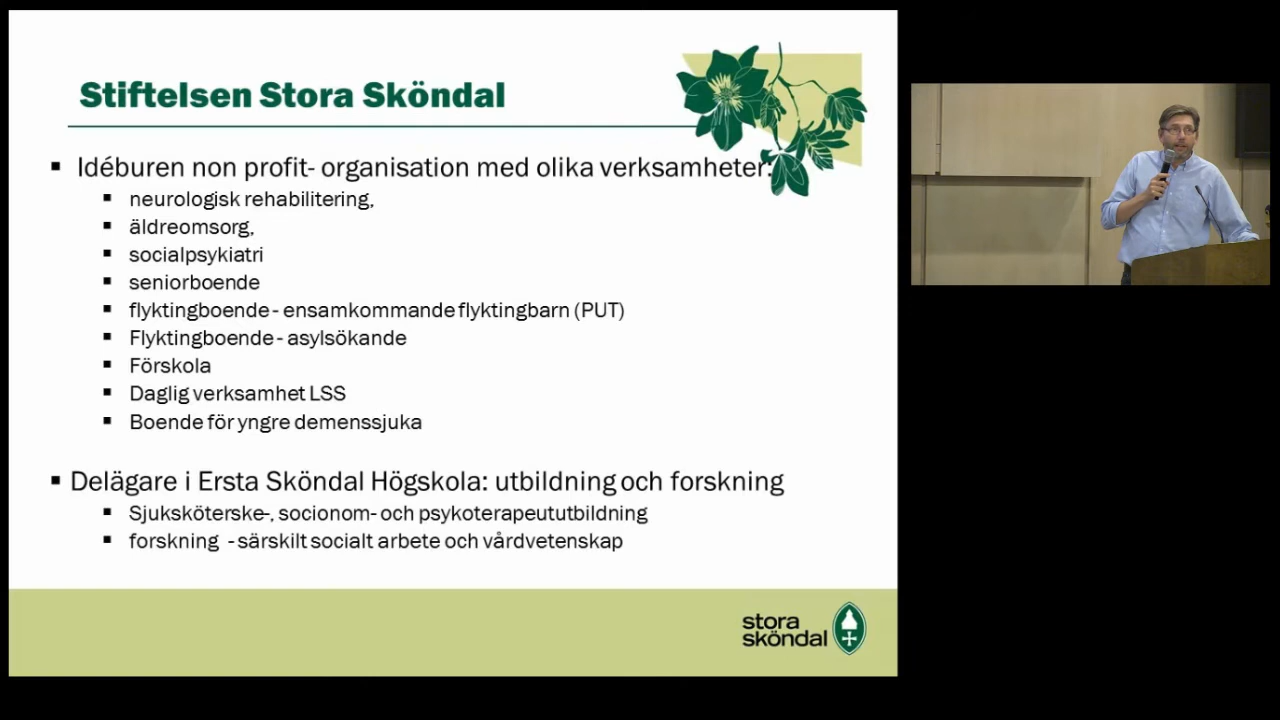 Stiftelsen Stora Sköndal
Idéburen non profit- organisation med olika verksamheter:
neurologisk rehabilitering,
äldreomsorg,
socialpsykiatri
seniorboende
flyktingboende - ensamkommande flyktingbarn (PUT)
Flyktingboende - asylsökande
Förskola
Daglig verksamhet LSS
Boende för yngre demenssjuka
Delägare i Ersta Sköndal Högskola: utbildning och forskning
Sjuksköterske-, socionom- och psykoterapeututbildning
forskning - särskilt socialt arbete och vårdvetenskap
stora
sköndal